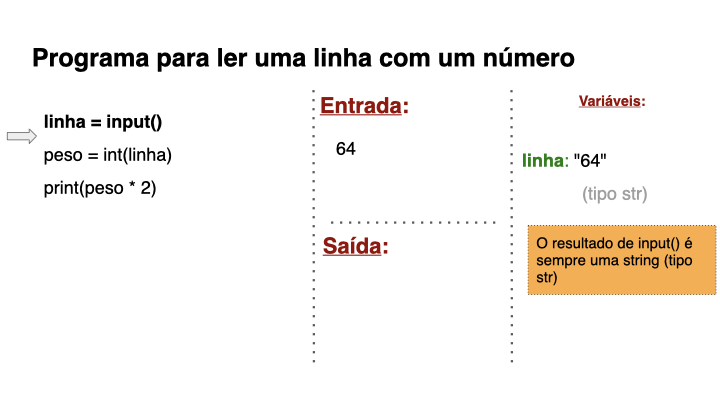 Programa para ler uma linha com um número
linha = input()
peso = int(linha)
print(peso * 2)
Entrada:
64
Saída:
Variáveis:
linha: "64"
(tipo str)
O resultado de input() é
sempre uma string (tipo
str)